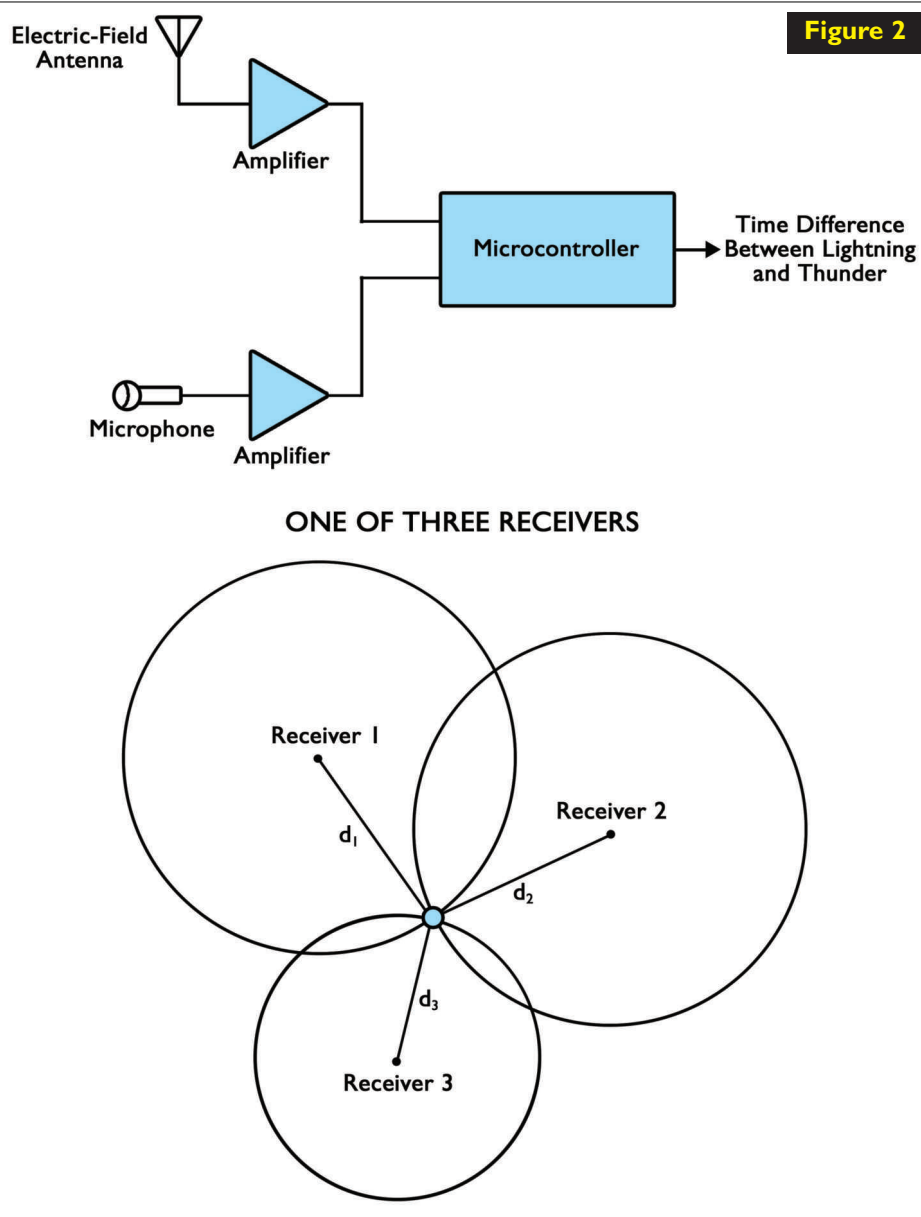 Figure 2
Electric-Field
Antenna
Amplifier
Microcontroller
Time Difference
Between Lightning
and Thunder
Microphone
Amplifier
ONE OF THREE RECEIVERS
Receiver 1
Receiver 2
d1
d2
d3
Receiver 3